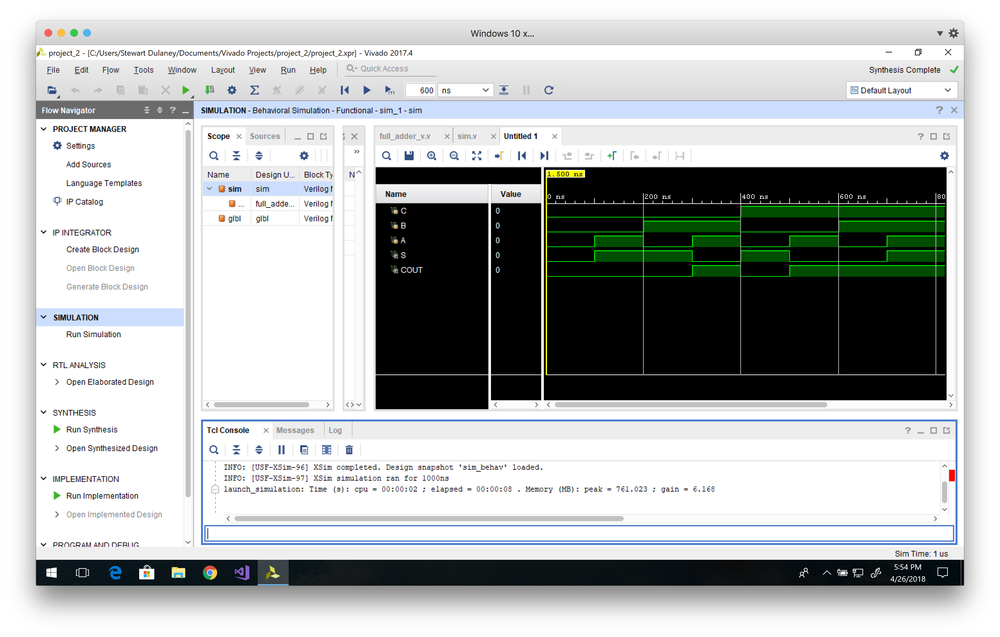 Windows 10 x...
project_2 - [C:/Users/Stewart Dulaney/Documents/Vivado Projects/project_2/project_2.xpr] - Vivado 2017.4
File Edit Flow Tools Window Layout View Run Help Quick Access Synthesis Complete
600 ns Default Layout
Flow Navigator
SIMULATION - Behavioral Simulation - Functional - sim_1 - sim
PROJECT MANAGER
Settings
Add Sources
Language Templates
IP Catalog
IP INTEGRATOR
Create Block Design
Open Block Design
Generate Block Design
SIMULATION
Run Simulation
RTL ANALYSIS
Open Elaborated Design
SYNTHESIS
Run Synthesis
Open Synthesized Design
IMPLEMENTATION
Run Implementation
Open Implemented Design
PROGRAM AND DEBUG
Scope Sources
Name Design U... Block Ty
sim sim Verilog M
... full_adde... Verilog M
glbl glbl Verilog M
N
full_adder_v.v sim.v Untitled 1
Name Value
C 0
B 0
A 0
S 0
COUT 0
1.500 ns
0 ns 200 ns 400 ns 600 ns 80
Tcl Console Messages Log
INFO: [USF-XSim-96] XSim completed. Design snapshot 'sim_behav' loaded.
INFO: [USF-XSim-97] XSim simulation ran for 1000ns
launch_simulation: Time (s): cpu = 00:00:02 ; elapsed = 00:00:08 . Memory (MB): peak = 761.023 ; gain = 6.168
Sim Time: 1 us
5:54 PM
4/26/2018